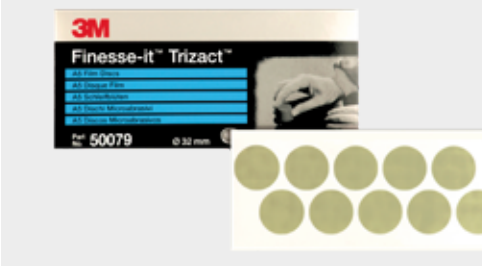 3M
Finesse-it™ Trizact™
A5 Film Discs
A5 Disque Film
A5 Schleifblüten
A5 Dischi Microabrasivi
A5 Discos Microabrasivos
Part No. 50079
Ø 32 mm